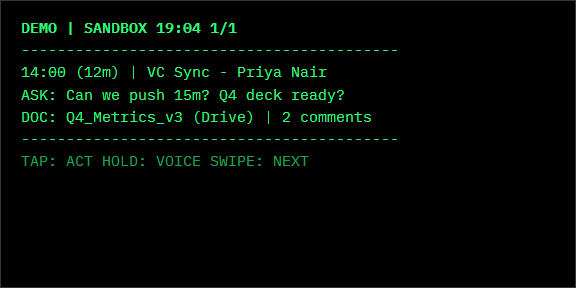 DEMO | SANDBOX 19:04 1/1
------------------------------------------
14:00 (12m) | VC Sync - Priya Nair
ASK: Can we push 15m? Q4 deck ready?
DOC: Q4_Metrics_v3 (Drive) | 2 comments
------------------------------------------
TAP: ACT HOLD: VOICE SWIPE: NEXT